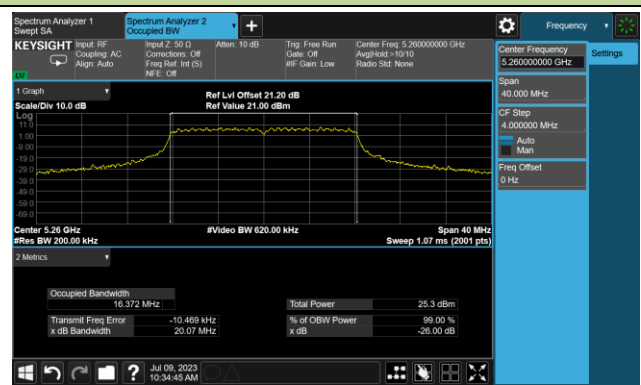 Spectrum Analyzer 1
Swept SA
Spectrum Analyzer 2
Occupied BW
+
Frequency
KEYSIGHT
Input: RF
Coupling: AC
Align: Auto
Input Z: 50 Ω
Corrections: Off
Freq Ref: Int (S)
NFE: Off
Atten: 10 dB
Trig: Free Run
Gate: Off
#IF Gain: Low
Center Freq: 5.260000000 GHz
Avg|Hold:>10/10
Radio Std: None
Center Frequency
5.260000000 GHz
Settings
Span
40.000 MHz
CF Step
4.000000 MHz
Auto
Man
Freq Offset
0 Hz
1 Graph
Scale/Div 10.0 dB
Ref Lvl Offset 21.20 dB
Ref Value 21.00 dBm
Log
11.0
1.00
-9.00
-19.0
-29.0
-39.0
-49.0
-59.0
-69.0
Center 5.26 GHz
#Res BW 200.00 kHz
#Video BW 620.00 kHz
Span 40 MHz
Sweep 1.07 ms (2001 pts)
2 Metrics
Occupied Bandwidth
16.372 MHz
Total Power 25.3 dBm
Transmit Freq Error -10.469 kHz
% of OBW Power 99.00 %
x dB Bandwidth 20.07 MHz
x dB -26.00 dB
?
Jul 09, 2023
10:34:45 AM